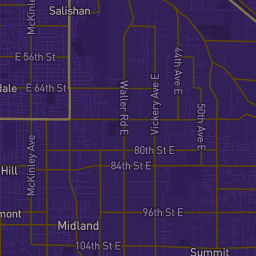 Salishan
McKinley
E 56th St
44th Ave E
dale
E 64th St
Waller Rd E
Vickery Ave E
50th Ave E
McKinley Ave
80th St E
Hill
84th St E
mont
96th St E
Midland
104th St E
Summit